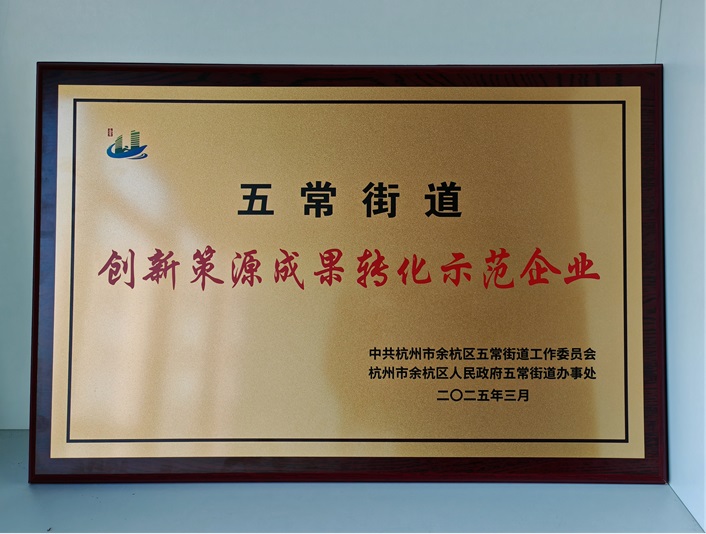 五常街道
创新策源成果转化示范企业
中共杭州市余杭区五常街道工作委员会
杭州市余杭区人民政府五常街道办事处
二〇二五年三月